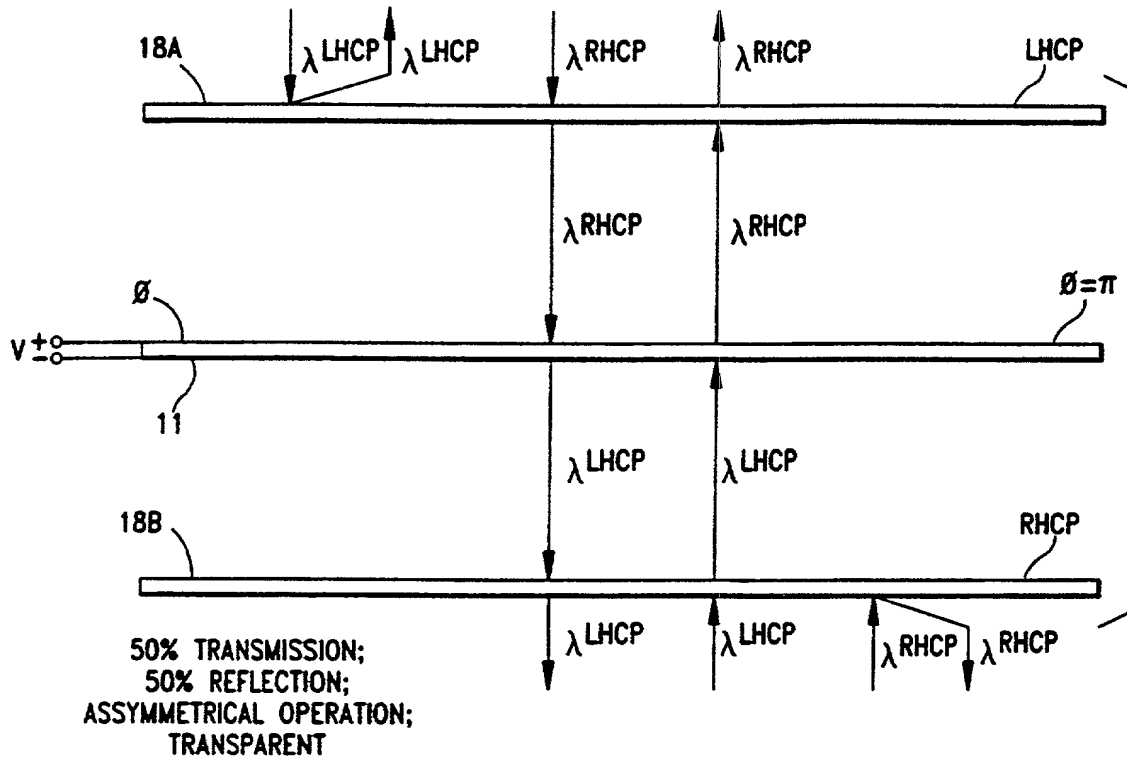 18A
λLHCP
λLHCP
λRHCP
λRHCP
LHCP
λRHCP
λRHCP
Ø
Ø=π
V
+
-
11
λLHCP
λLHCP
18B
RHCP
λLHCP
λLHCP
λRHCP
λRHCP
50% TRANSMISSION;
50% REFLECTION;
ASSYMMETRICAL OPERATION;
TRANSPARENT